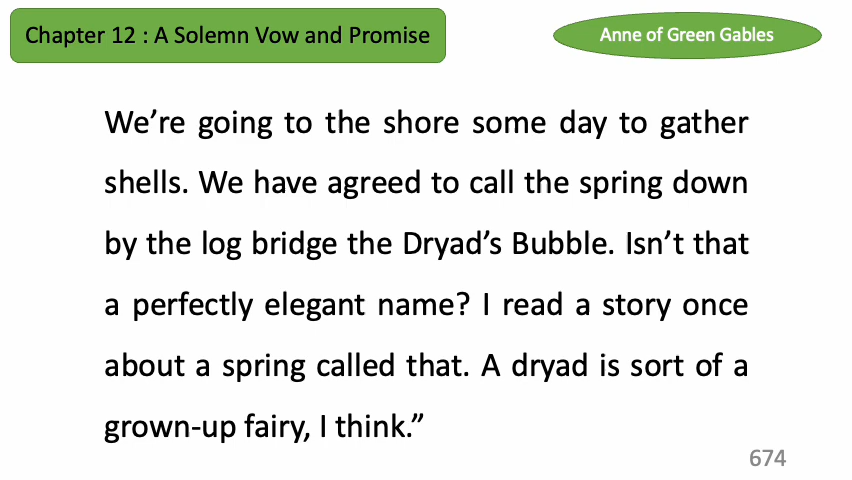 Chapter 12 : A Solemn Vow and Promise
Anne of Green Gables
We’re going to the shore some day to gather
shells. We have agreed to call the spring down
by the log bridge the Dryad’s Bubble. Isn’t that
a perfectly elegant name? I read a story once
about a spring called that. A dryad is sort of a
grown-up fairy, I think.”
674